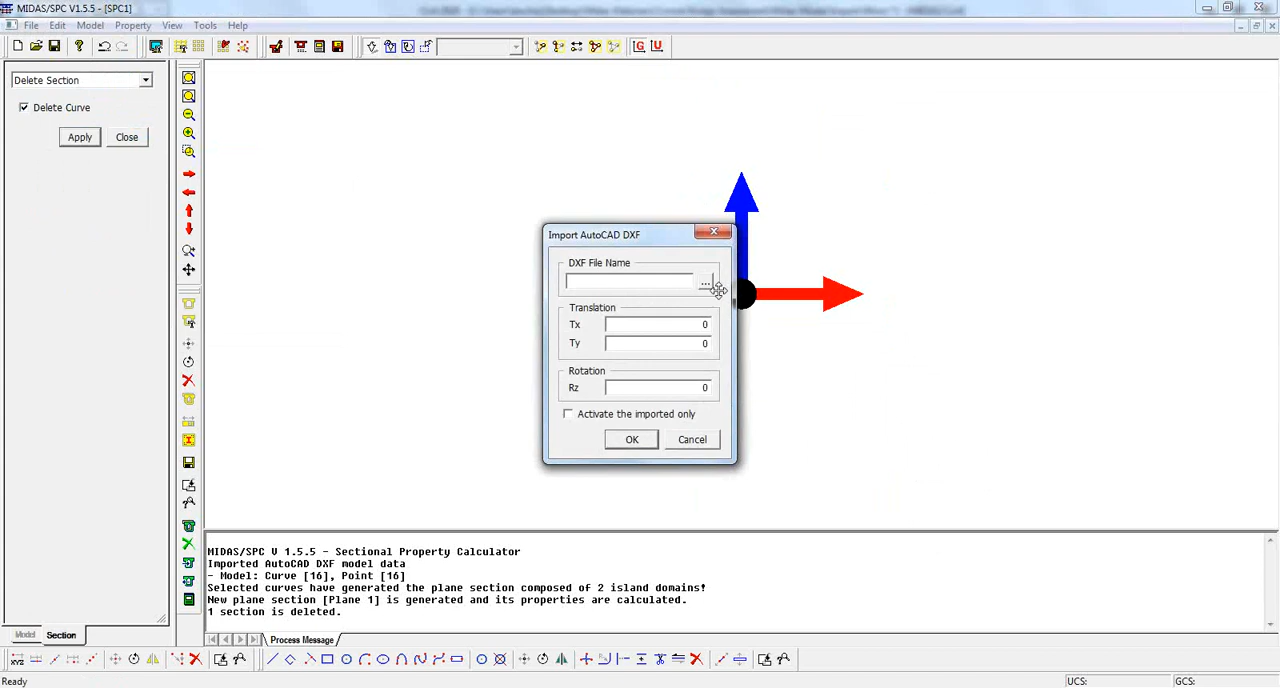 MIDAS/SPC V1.5.5 - [SPC1]
File Edit Model Property View Tools Help
G U
Delete Section
Delete Curve
Apply Close
Import AutoCAD DXF
DXF File Name
...
Translation
Tx 0
Ty 0
Rotation
Rz 0
Activate the imported only
OK Cancel
MIDAS/SPC V 1.5.5 - Sectional Property Calculator
Imported AutoCAD DXF model data
- Model: Curve [16], Point [16]
Selected curves have generated the plane section composed of 2 island domains!
New plane section [Plane 1] is generated and its properties are calculated.
1 section is deleted.
Model Section
Process Message
XYZ
Ready
UCS: GCS: